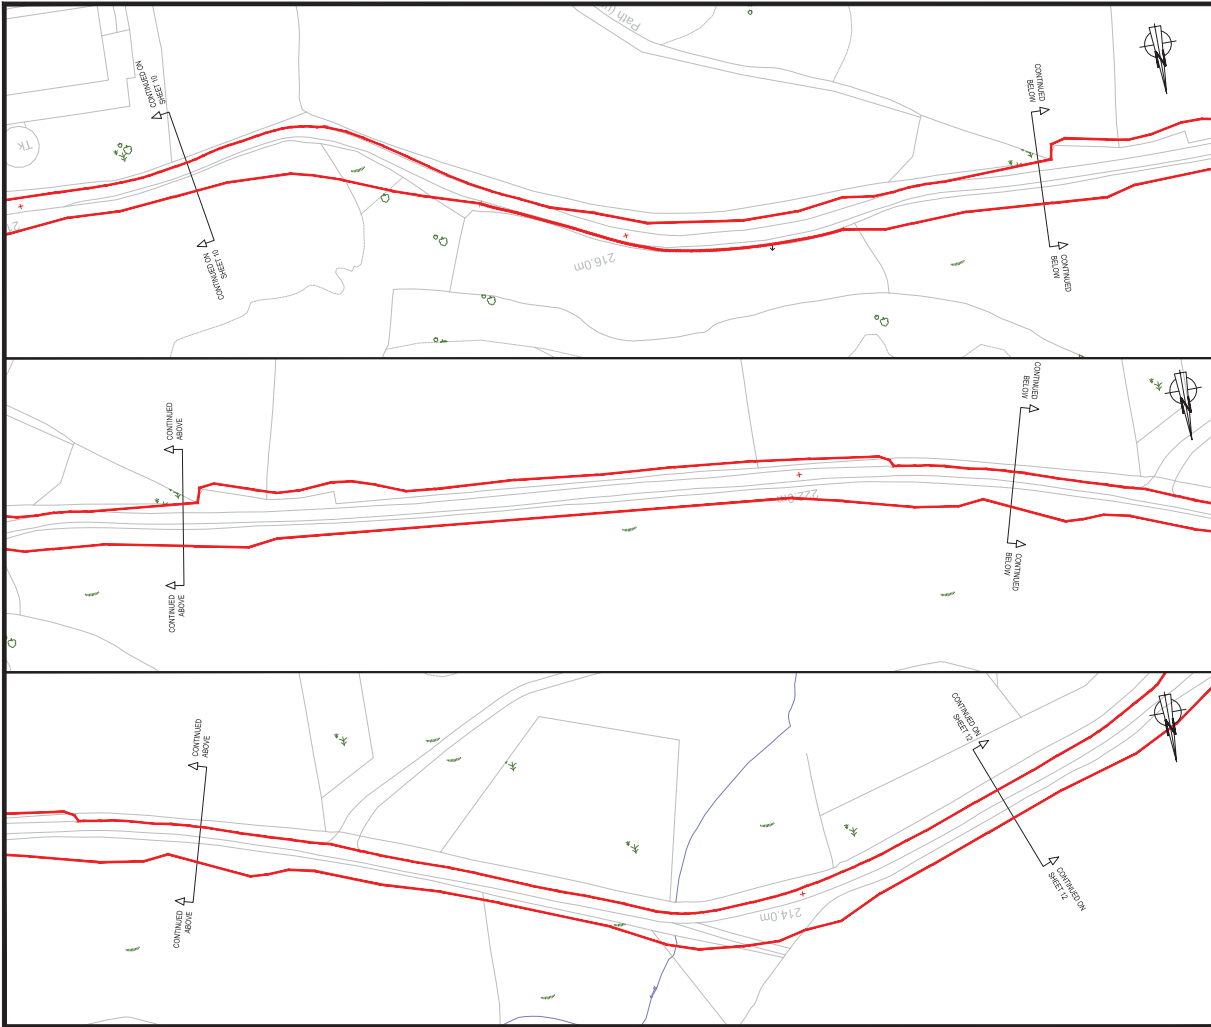 Path (u
CONTINUED ON
SHEET 10
CONTINUED
BELOW
TK
N
21
CONTINUED ON
SHEET 10
216.0m
CONTINUED
BELOW
CONTINUED
ABOVE
CONTINUED
BELOW
N
222.8m
CONTINUED
ABOVE
CONTINUED
BELOW
CONTINUED
ABOVE
CONTINUED ON
SHEET 12
N
214.0m
CONTINUED
ABOVE
CONTINUED ON
SHEET 12